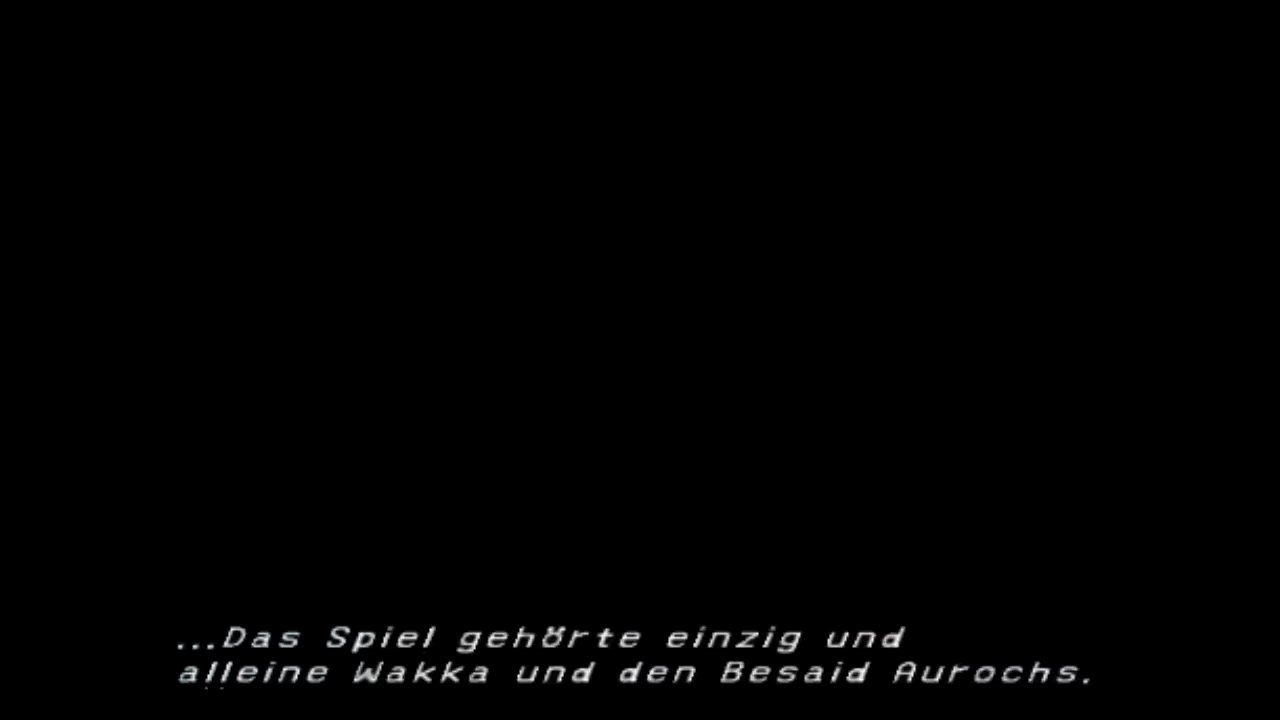 ...Das Spiel gehörte einzig und
alleine Wakka und den Besaid Aurochs.